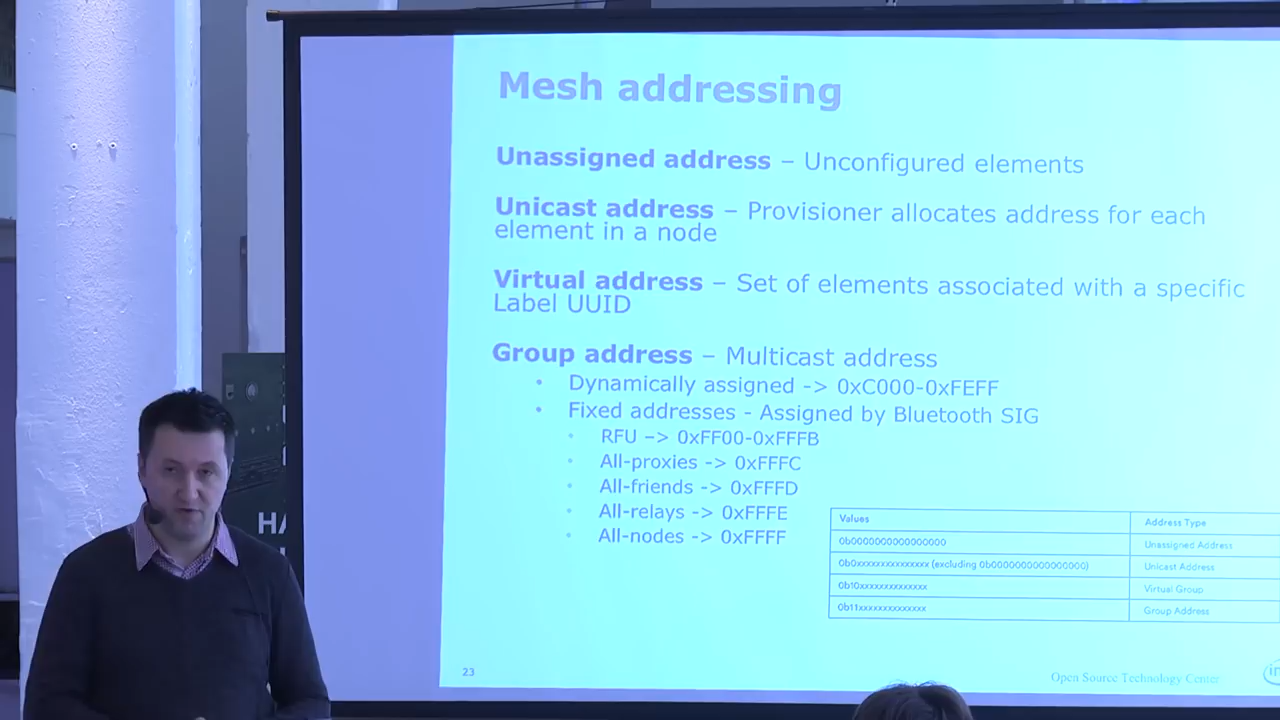 Mesh addressing
Unassigned address – Unconfigured elements
Unicast address – Provisioner allocates address for each
element in a node
Virtual address – Set of elements associated with a specific
Label UUID
Group address – Multicast address
• Dynamically assigned -> 0xC000-0xFEFF
• Fixed addresses - Assigned by Bluetooth SIG
• RFU –> 0xFF00-0xFFFB
• All-proxies -> 0xFFFC
• All-friends -> 0xFFFD
• All-relays -> 0xFFFE
• All-nodes -> 0xFFFF
Values Address Type
0b0000000000000000 Unassigned Address
0b0xxxxxxxxxxxxxxx (excluding 0b0000000000000000) Unicast Address
0b10xxxxxxxxxxxxxx Virtual Group
0b11xxxxxxxxxxxxxx Group Address
23
Open Source Technology Center
in
HA